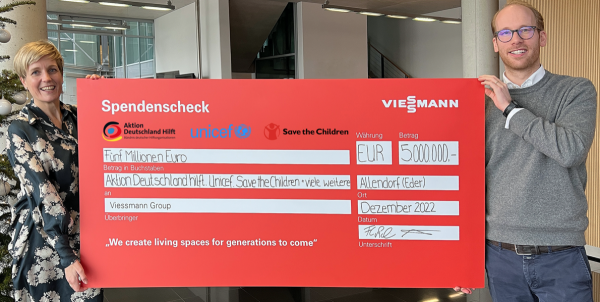 VIESSMANN
Spendenscheck
VIESSMANN
Aktion Deutschland Hilft
unicef
Save the Children
Währung
Betrag
Fünf Millionen Euro
EUR
5000.000.-
Betrag in Buchstaben
Aktion Deutschland hilft. Unicef. Save the Children + viele weitere
Allendorf (Eder)
an
Ort
Viessmann Group
Dezember 2022
Überbringer
Datum
„We create living spaces for generations to come“
Unterschrift